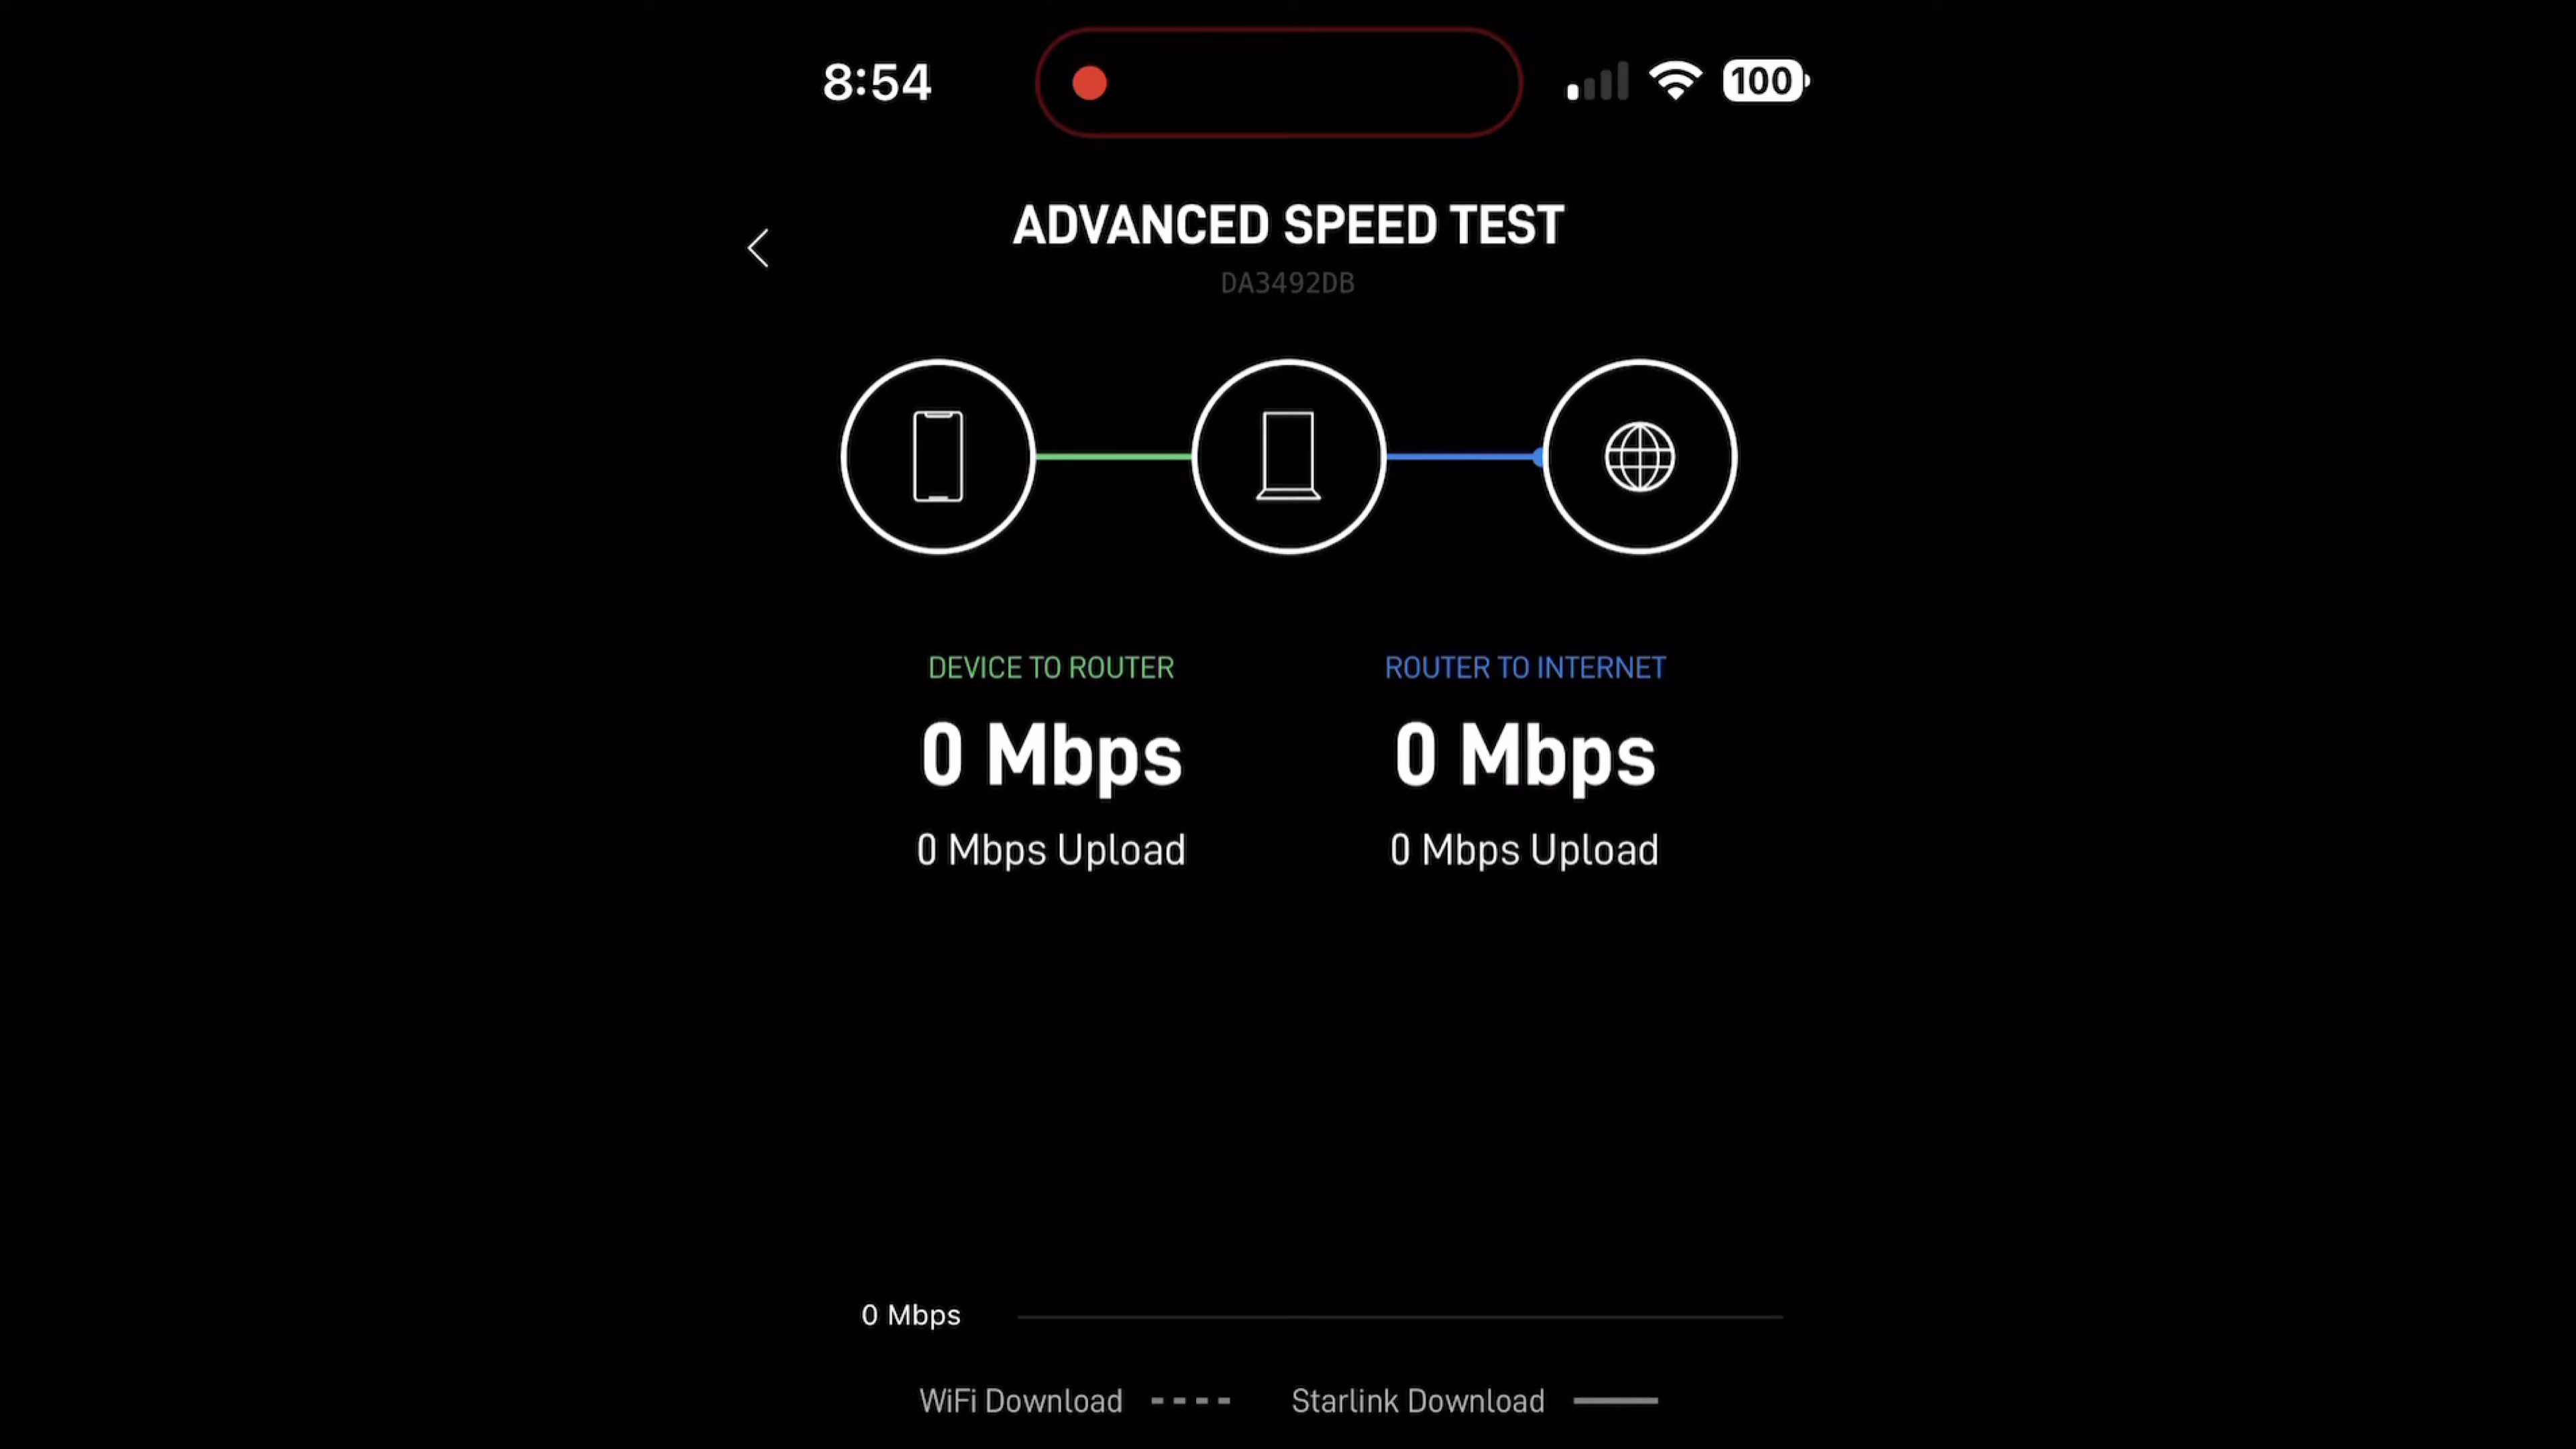 8:54
100
ADVANCED SPEED TEST
DA3492DB
DEVICE TO ROUTER
0 Mbps
0 Mbps Upload
ROUTER TO INTERNET
0 Mbps
0 Mbps Upload
0 Mbps
WiFi Download
Starlink Download